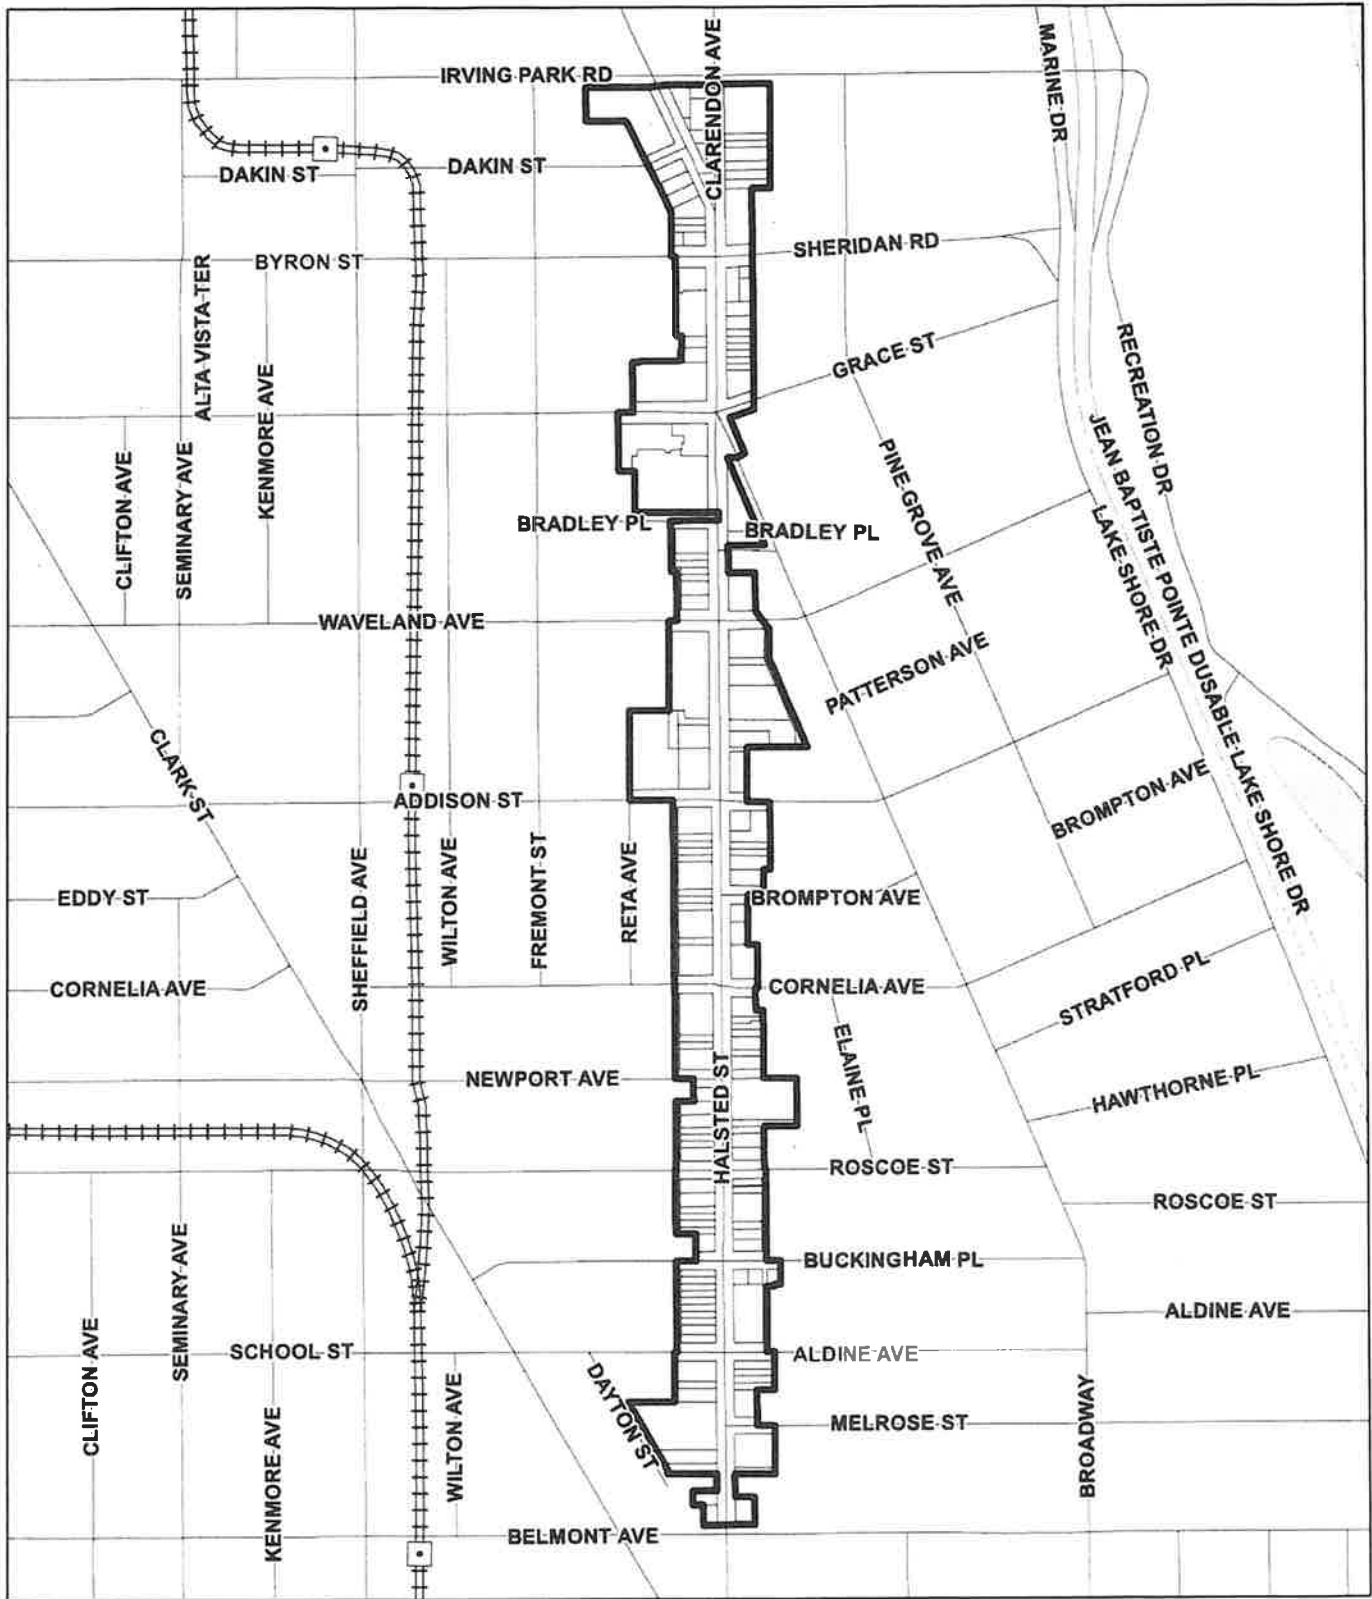 CLARENDON AVE
MARINE DR
IRVING PARK RD
DAKIN ST
DAKIN ST
SHERIDAN RD
BYRON ST
ALTA VISTA TER
GRACE ST
RECREATION DR
KENMORE AVE
JEAN BAPTISTE POINTE DUSABLE LAKE SHORE DR
CLIFTON AVE
SEMINARY AVE
PINE GROVE AVE
LAKE SHORE DR
BRADLEY PL
BRADLEY PL
WAVELAND AVE
PATTERSON AVE
CLARK ST
BROMPTON AVE
ADDISON ST
EDDY ST
SHEFFIELD AVE
WILTON AVE
FREMONT ST
RETA AVE
BROMPTON AVE
CORNELIA AVE
CORNELIA AVE
STRATFORD PL
ELAINE PL
HALSTED ST
NEWPORT AVE
HAWTHORNE PL
ROSCOE ST
ROSCOE ST
SEMINARY AVE
BUCKINGHAM PL
ALDINE AVE
CLIFTON AVE
SCHOOL ST
ALDINE AVE
KENMORE AVE
WILTON AVE
DAYTON ST
MELROSE ST
BROADWAY
BELMONT AVE